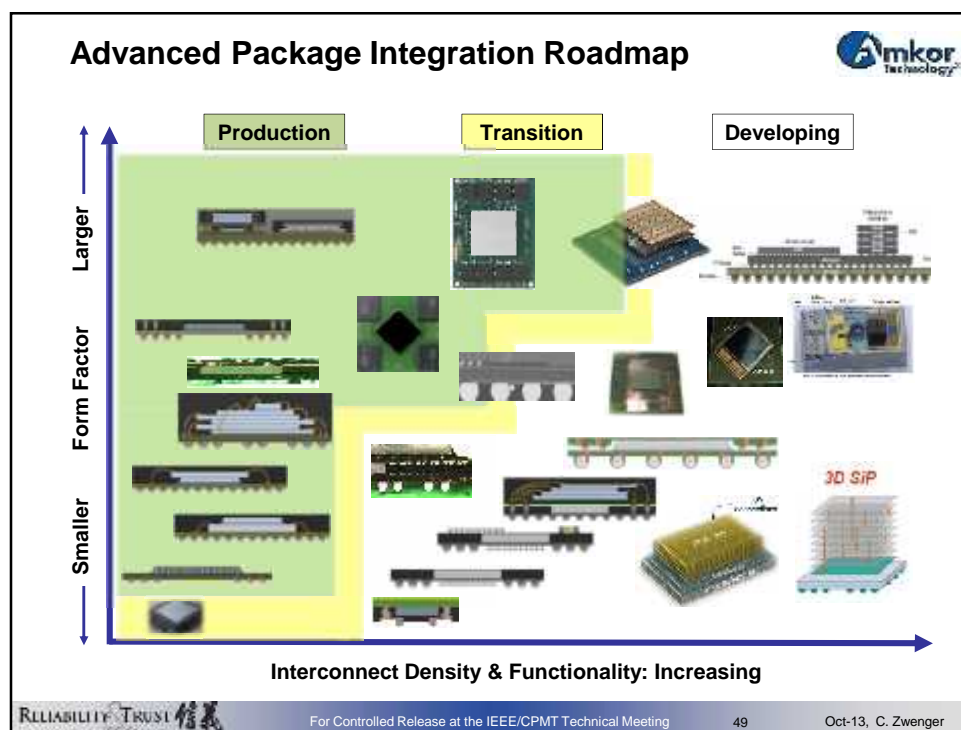 Advanced Package Integration Roadmap
Amkor
Technology
Production
Transition
Developing
Larger
Form Factor
Smaller
3D SiP
Interconnect Density & Functionality: Increasing
RELIABILITY TRUST 信義
For Controlled Release at the IEEE/CPMT Technical Meeting
49
Oct-13, C. Zwenger